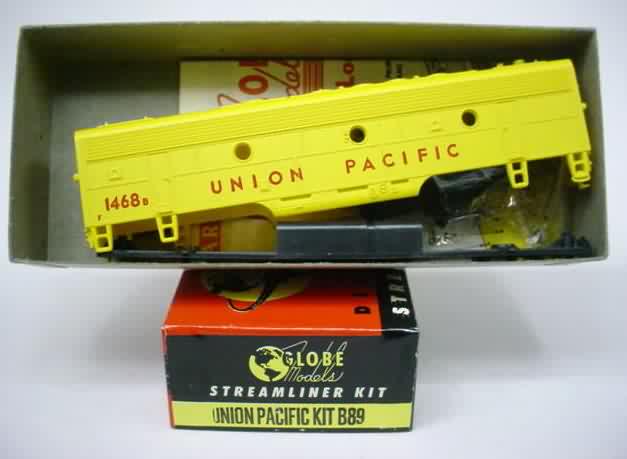 UNION PACIFIC
1468B
F
GLOBE
Models
STREAMLINER KIT
UNION PACIFIC KIT B89